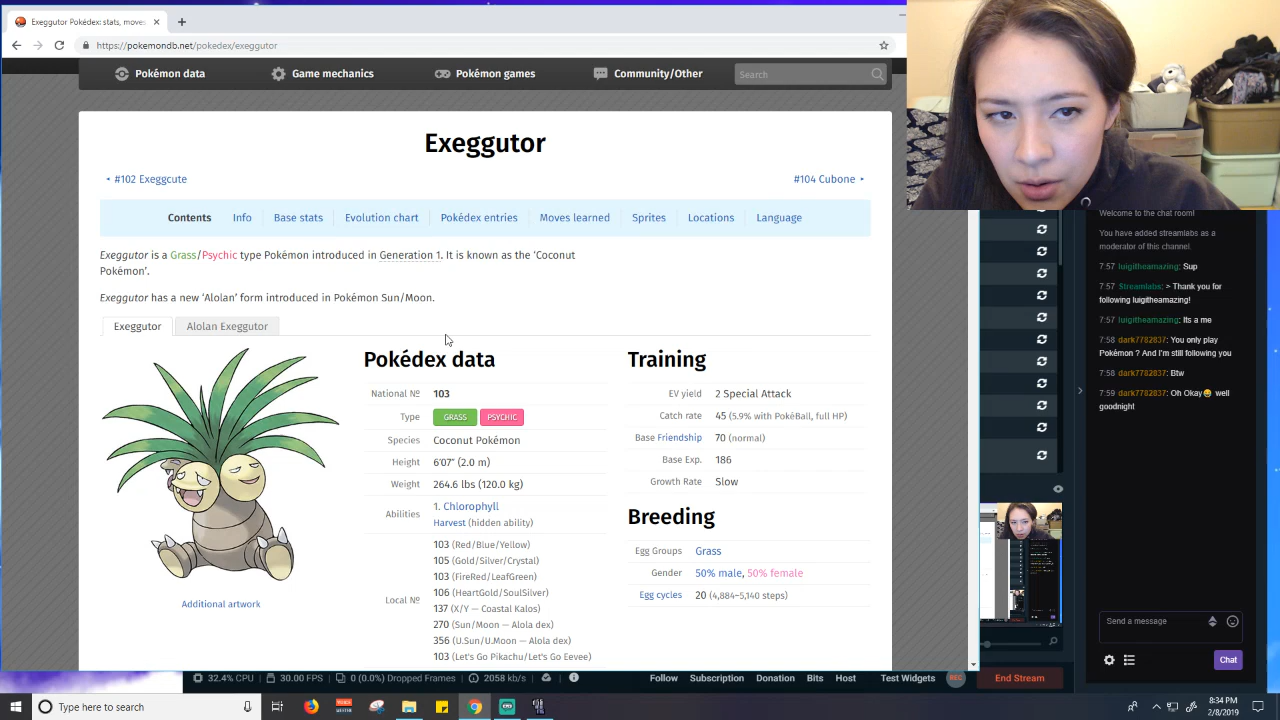 Exeggutor Pokédex: stats, moves
https://pokemondb.net/pokedex/exeggutor
Pokémon data
Game mechanics
Pokémon games
Community/Other
Search
Exeggutor
#102 Exeggcute
#104 Cubone
Contents
Info
Base stats
Evolution chart
Pokédex entries
Moves learned
Sprites
Locations
Language
Exeggutor is a Grass/Psychic type Pokémon introduced in Generation 1. It is known as the ‘Coconut
Pokémon’.
Exeggutor has a new ‘Alolan’ form introduced in Pokémon Sun/Moon.
Exeggutor
Alolan Exeggutor
Additional artwork
Pokédex data
National № 103
Type GRASS PSYCHIC
Species Coconut Pokémon
Height 6′07″ (2.0 m)
Weight 264.6 lbs (120.0 kg)
Abilities 1. Chlorophyll
Harvest (hidden ability)
Local № 103 (Red/Blue/Yellow)
105 (Gold/Silver/Crystal)
103 (FireRed/LeafGreen)
106 (HeartGold/SoulSilver)
137 (X/Y — Coastal Kalos)
270 (Sun/Moon — Alola dex)
356 (U.Sun/U.Moon — Alola dex)
103 (Let's Go Pikachu/Let's Go Eevee)
Training
EV yield 2 Special Attack
Catch rate 45 (5.9% with PokéBall, full HP)
Base Friendship 70 (normal)
Base Exp. 186
Growth Rate Slow
Breeding
Egg Groups Grass
Gender 50% male, 50% female
Egg cycles 20 (4,884–5,140 steps)
Welcome to the chat room!
You have added streamlabs as a
moderator of this channel.
7:57 luigitheamazing: Sup
7:57 Streamlabs: > Thank you for
following luigitheamazing!
7:57 luigitheamazing: Its a me
7:58 dark7782837: You only play
Pokémon ? And I'm still following you
7:58 dark7782837: Btw
7:59 dark7782837: Oh Okay😅 well
goodnight
Send a message
Chat
32.4% CPU
30.00 FPS
0 (0.0%) Dropped Frames
2058 kb/s
Follow
Subscription
Donation
Bits
Host
Test Widgets
REC
End Stream
Type here to search
8:34 PM
2/8/2019